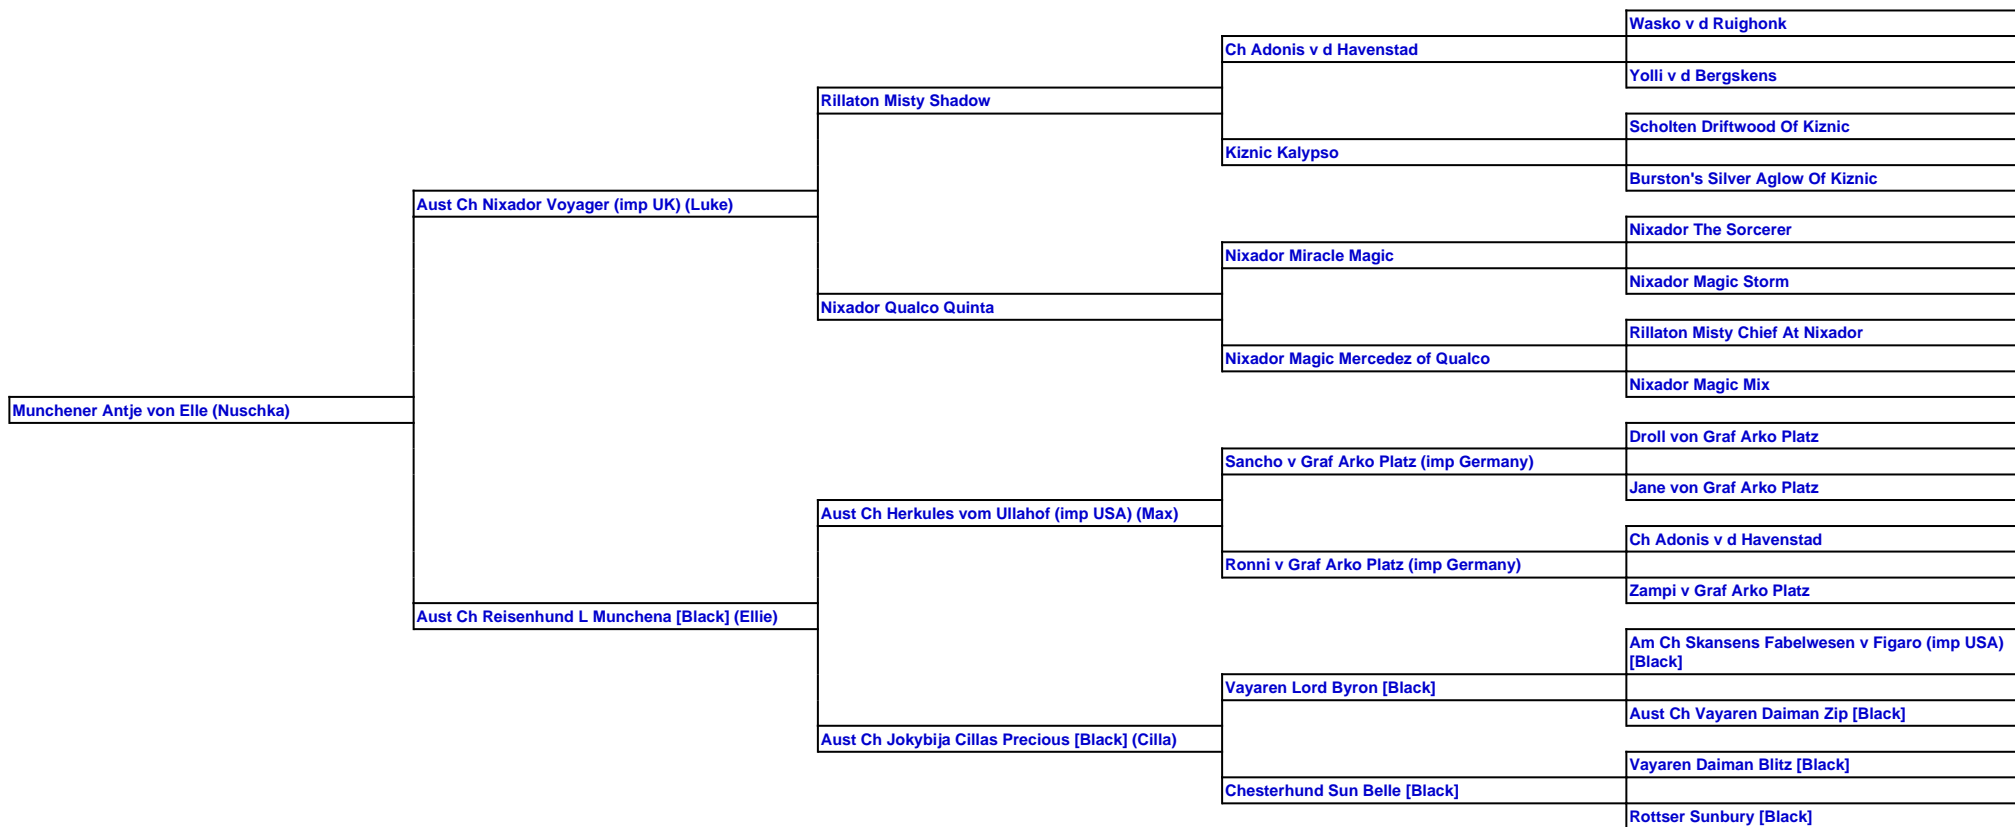 Wasko v d Ruighonk
Ch Adonis v d Havenstad
Yolli v d Bergskens
Rillaton Misty Shadow
Scholten Driftwood Of Kiznic
Kiznic Kalypso
Burston's Silver Aglow Of Kiznic
Aust Ch Nixador Voyager (imp UK) (Luke)
Nixador The Sorcerer
Nixador Miracle Magic
Nixador Magic Storm
Nixador Qualco Quinta
Rillaton Misty Chief At Nixador
Nixador Magic Mercedez of Qualco
Nixador Magic Mix
Munchener Antje von Elle (Nuschka)
Droll von Graf Arko Platz
Sancho v Graf Arko Platz (imp Germany)
Jane von Graf Arko Platz
Aust Ch Herkules vom Ullahof (imp USA) (Max)
Ch Adonis v d Havenstad
Ronni v Graf Arko Platz (imp Germany)
Zampi v Graf Arko Platz
Aust Ch Reisenhund L Munchena [Black] (Ellie)
Am Ch Skansens Fabelwesen v Figaro (imp USA)
[Black]
Vayaren Lord Byron [Black]
Aust Ch Vayaren Daiman Zip [Black]
Aust Ch Jokybija Cillas Precious [Black] (Cilla)
Vayaren Daiman Blitz [Black]
Chesterhund Sun Belle [Black]
Rottser Sunbury [Black]